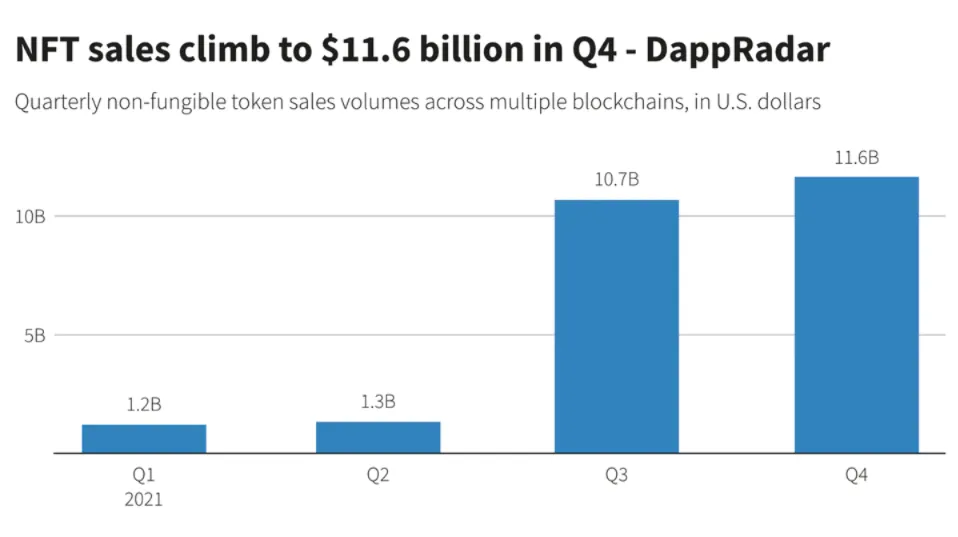 NFT sales climb to $11.6 billion in Q4 - DappRadar
Quarterly non-fungible token sales volumes across multiple blockchains, in U.S. dollars
11.6B
10.7B
10B
5B
1.2B
1.3B
Q1
Q2
Q3
Q4
2021